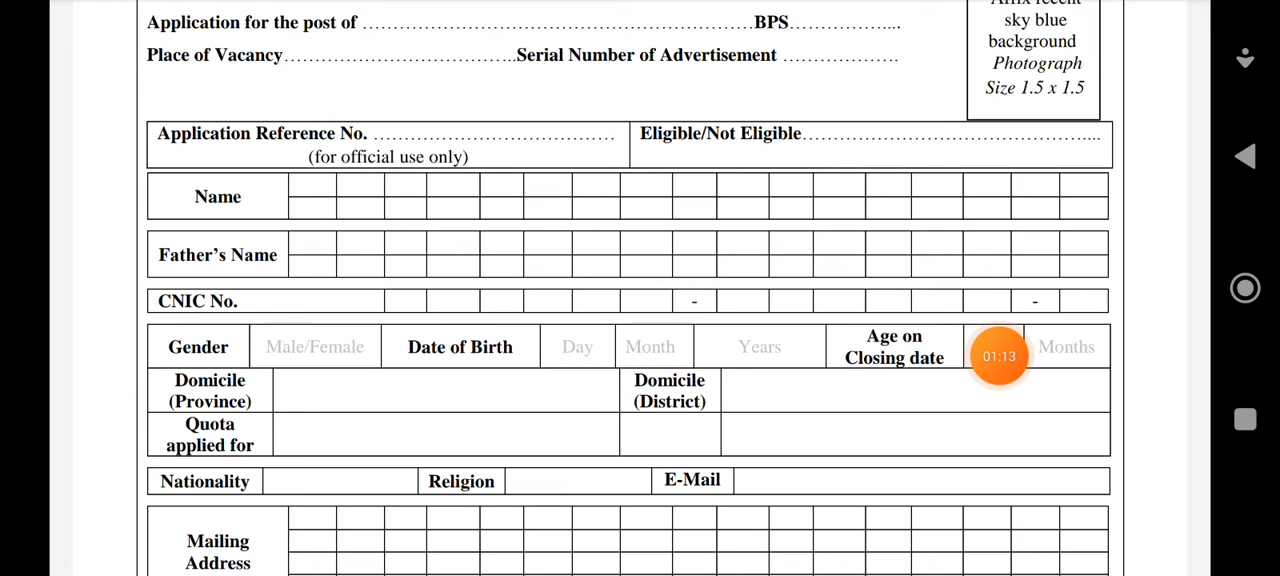 Affix recent
Application for the post of ……………………………………………………….BPS……………....
sky blue
background
Place of Vacancy………………………………...Serial Number of Advertisement ……………….
Photograph
Size 1.5 x 1.5
Application Reference No. ………………………………… Eligible/Not Eligible………………………………………...
(for official use only)
Name
Father’s Name
CNIC No. - -
Gender Male/Female Date of Birth Day Month Years Age on Closing date 01:13 Months
Domicile (Province) Domicile (District)
Quota applied for
Nationality Religion E-Mail
Mailing
Address